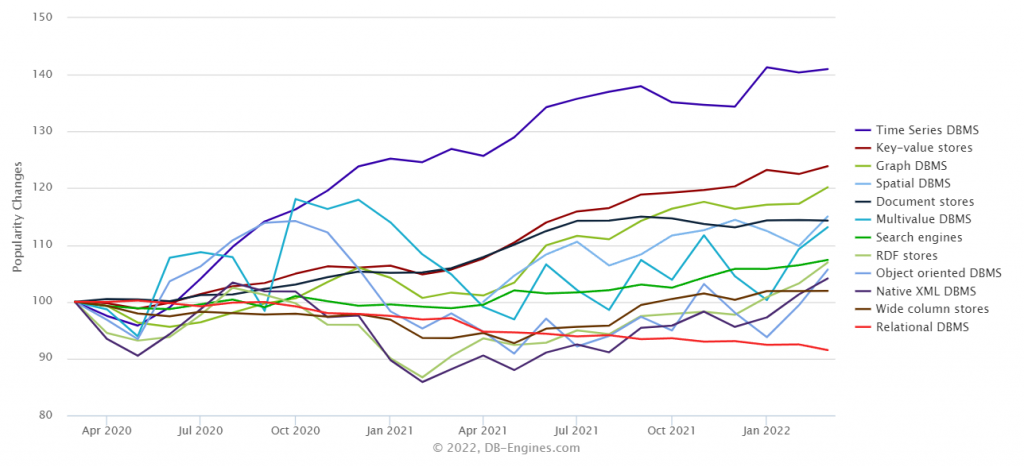 150
140
130
120
110
100
90
80
Popularity Changes
Apr 2020
Jul 2020
Oct 2020
Jan 2021
Apr 2021
Jul 2021
Oct 2021
Jan 2022
© 2022, DB-Engines.com
Time Series DBMS
Key-value stores
Graph DBMS
Spatial DBMS
Document stores
Multivalue DBMS
Search engines
RDF stores
Object oriented DBMS
Native XML DBMS
Wide column stores
Relational DBMS